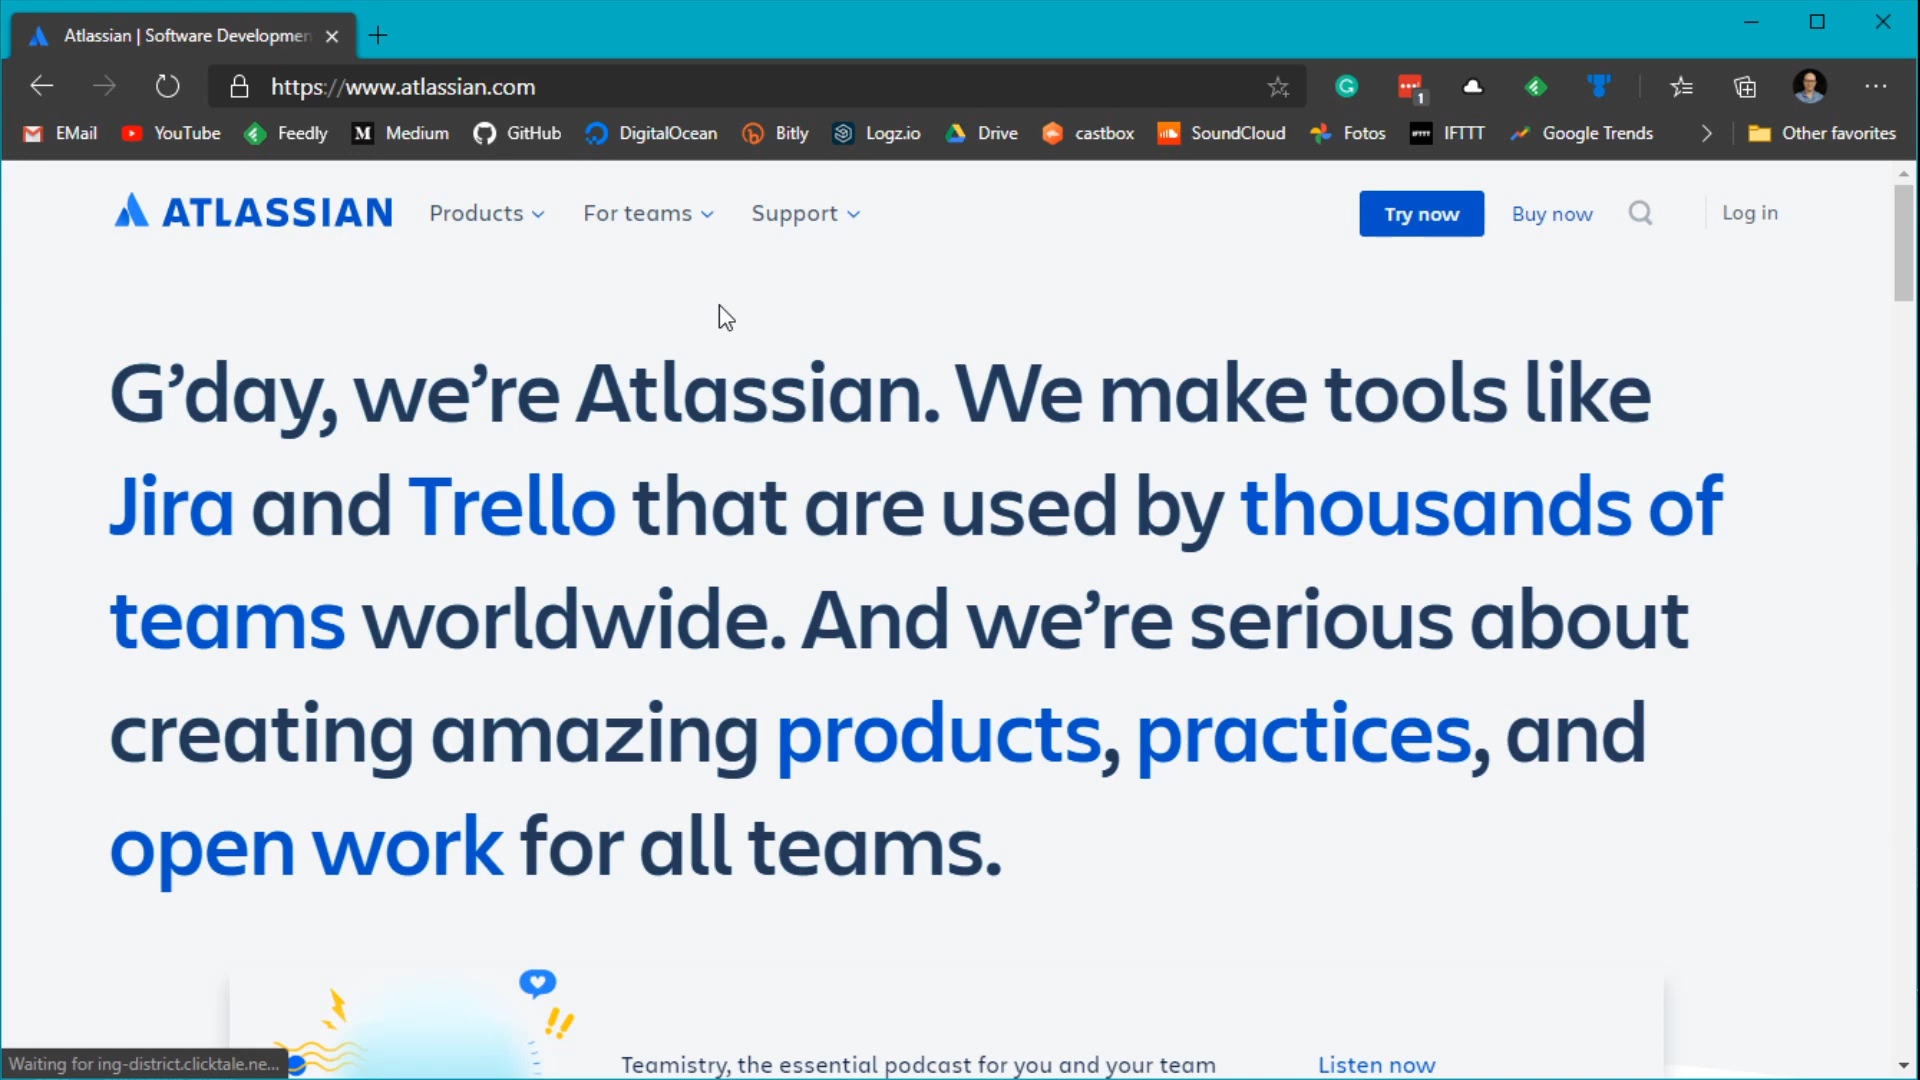 Atlassian | Software Developmen
https://www.atlassian.com
1
EMail YouTube Feedly Medium GitHub DigitalOcean Bitly Logz.io Drive castbox SoundCloud Fotos IFTTT Google Trends Other favorites
ATLASSIAN Products For teams Support Try now Buy now Log in
G’day, we’re Atlassian. We make tools like
Jira and Trello that are used by thousands of
teams worldwide. And we’re serious about
creating amazing products, practices, and
open work for all teams.
Teamistry, the essential podcast for you and your team Listen now
Waiting for ing-district.clicktale.ne...